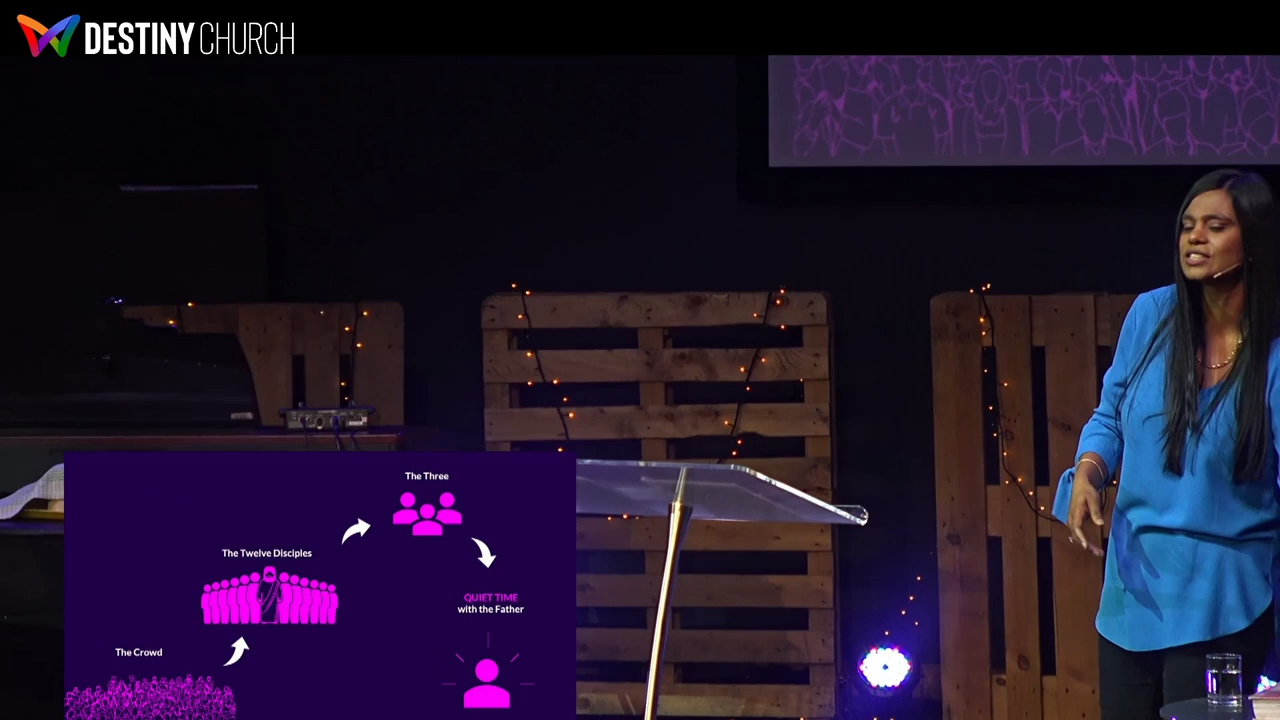 DESTINY CHURCH
The Three
The Twelve Disciples
QUIET TIME
with the Father
The Crowd